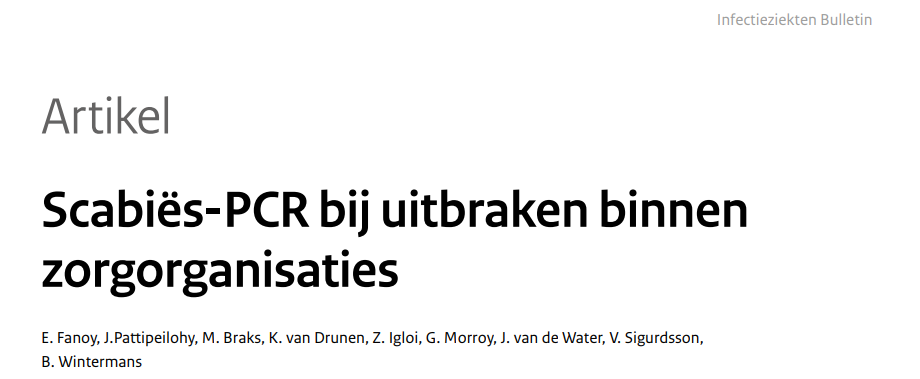 Infectieziekten Bulletin
Artikel
Scabiës-PCR bij uitbraken binnen
zorgorganisaties
E. Fanoy, J.Pattipeilohy, M. Braks, K. van Drunen, Z. Igloi, G. Morroy, J. van de Water, V. Sigurdsson,
B. Wintermans